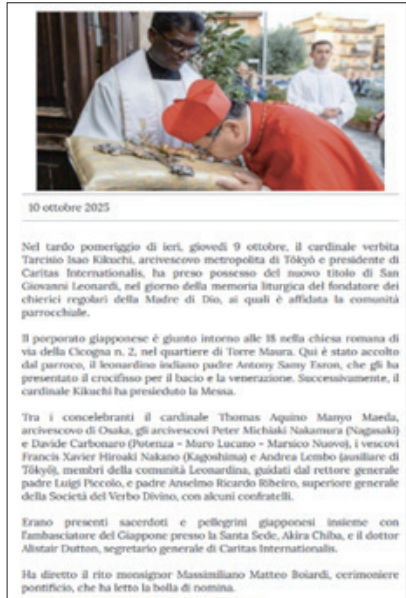 10 ottobre 2025
Nel tardo pomeriggio di ieri, giovedì 9 ottobre, il cardinale verbita
Tarcisio Isao Kikuchi, arcivescovo metropolita di Tōkyō e presidente di
Caritas Internationalis, ha preso possesso del nuovo titolo di San
Giovanni Leonardi, nel giorno della memoria liturgica del fondatore dei
chierici regolari della Madre di Dio, ai quali è affidata la comunità
parrocchiale.
Il porporato giapponese è giunto intorno alle 18 nella chiesa romana di
via della Cicogna n. 2, nel quartiere di Torre Maura. Qui è stato accolto
dal parroco, il leonardino indiano padre Antony Samy Esron, che gli ha
presentato il crocifisso per il bacio e la venerazione. Successivamente, il
cardinale Kikuchi ha presieduto la Messa.
Tra i concelebranti il cardinale Thomas Aquino Manyo Maeda,
arcivescovo di Osaka, gli arcivescovi Peter Michiaki Nakamura (Nagasaki)
e Davide Carbonaro (Potenza - Muro Lucano - Marsico Nuovo), i vescovi
Francis Xavier Hiroaki Nakano (Kagoshima) e Andrea Lembo (ausiliare di
Tōkyō), membri della comunità Leonardina, guidati dal rettore generale
padre Luigi Piccolo, e padre Anselmo Ricardo Ribeiro, superiore generale
della Società del Verbo Divino, con alcuni confratelli.
Erano presenti sacerdoti e pellegrini giapponesi insieme con
l'ambasciatore del Giappone presso la Santa Sede, Akira Chiba, e il dottor
Alistair Dutton, segretario generale di Caritas Internationalis.
Ha diretto il rito monsignor Massimiliano Matteo Boiardi, cerimoniere
pontificio, che ha letto la bolla di nomina.